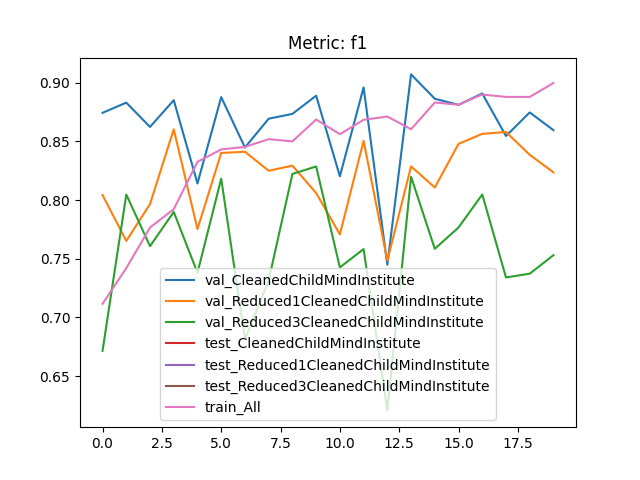 Metric: f1
0.90
0.85
0.80
0.75
0.70
0.65
val_CleanedChildMindInstitute
val_Reduced1CleanedChildMindInstitute
val_Reduced3CleanedChildMindInstitute
test_CleanedChildMindInstitute
test_Reduced1CleanedChildMindInstitute
test_Reduced3CleanedChildMindInstitute
train_All
0.0 2.5 5.0 7.5 10.0 12.5 15.0 17.5